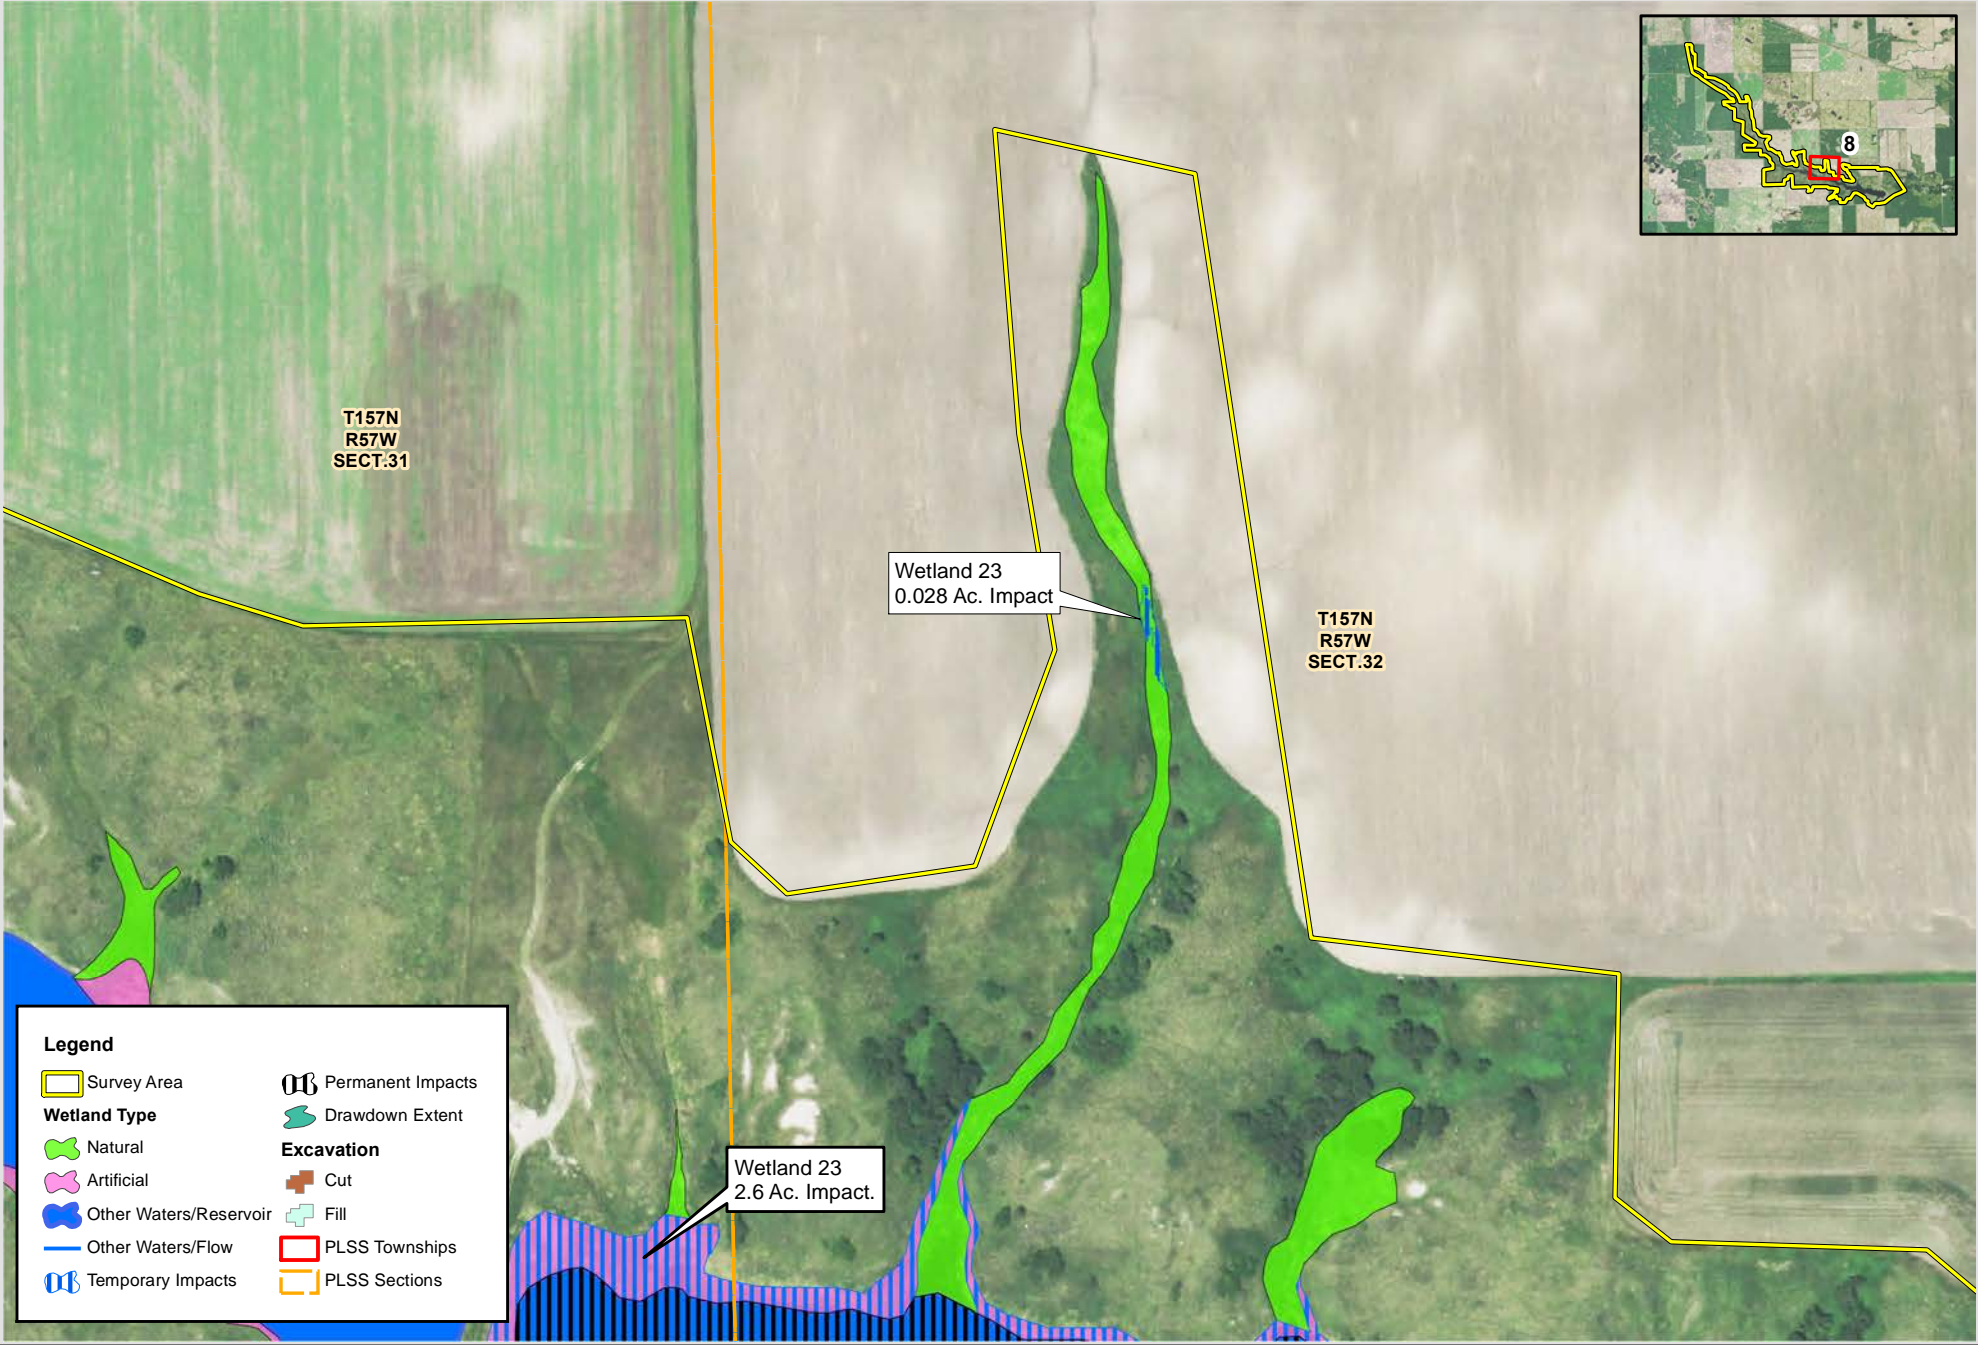 8
T157N
R57W
SECT.31
Wetland 23
0.028 Ac. Impact
T157N
R57W
SECT.32
Wetland 23
2.6 Ac. Impact.
Legend
Survey Area
Wetland Type
Natural
Artificial
Other Waters/Reservoir
Other Waters/Flow
Temporary Impacts
Permanent Impacts
Drawdown Extent
Excavation
Cut
Fill
PLSS Townships
PLSS Sections